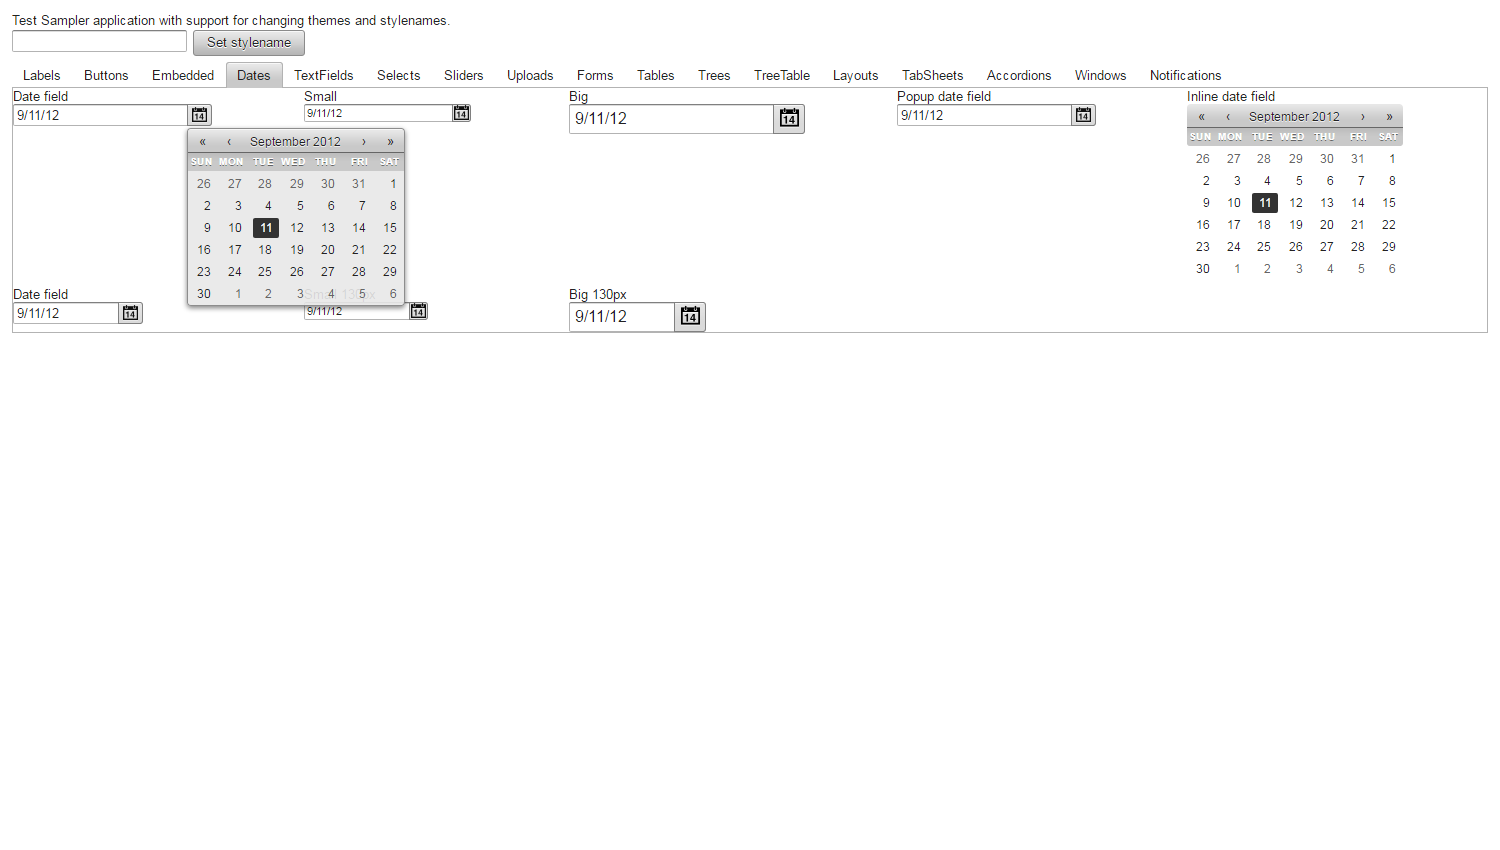 Test Sampler application with support for changing themes and stylenames.
Set stylename
Labels Buttons Embedded Dates TextFields Selects Sliders Uploads Forms Tables Trees TreeTable Layouts TabSheets Accordions Windows Notifications
Date field Small Big Popup date field Inline date field
9/11/12 14 9/11/12 14 9/11/12 14 9/11/12 14
« ‹ September 2012 › »
SUN MON TUE WED THU FRI SAT
26 27 28 29 30 31 1
2 3 4 5 6 7 8
9 10 11 12 13 14 15
16 17 18 19 20 21 22
23 24 25 26 27 28 29
30 1 2 3 4 5 6
« ‹ September 2012 › »
SUN MON TUE WED THU FRI SAT
26 27 28 29 30 31 1
2 3 4 5 6 7 8
9 10 11 12 13 14 15
16 17 18 19 20 21 22
23 24 25 26 27 28 29
30 1 2 3 4 5 6
Date field Small 130px Big 130px
9/11/12 14 9/11/12 14 9/11/12 14